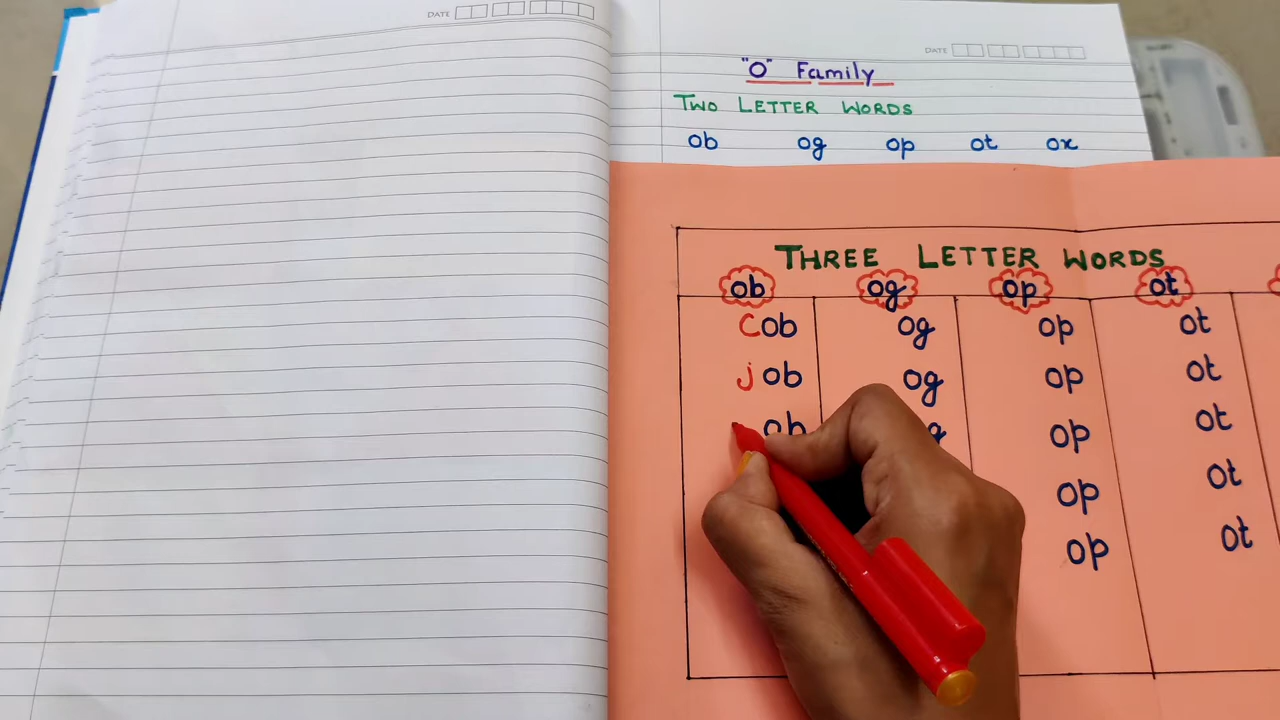 DATE
DATE
"O" Family
TWO LETTER WORDS
ob og op ot ox
THREE LETTER WORDS
ob og op ot
cob og op ot
job og op ot
ob g op ot
op ot
op ot